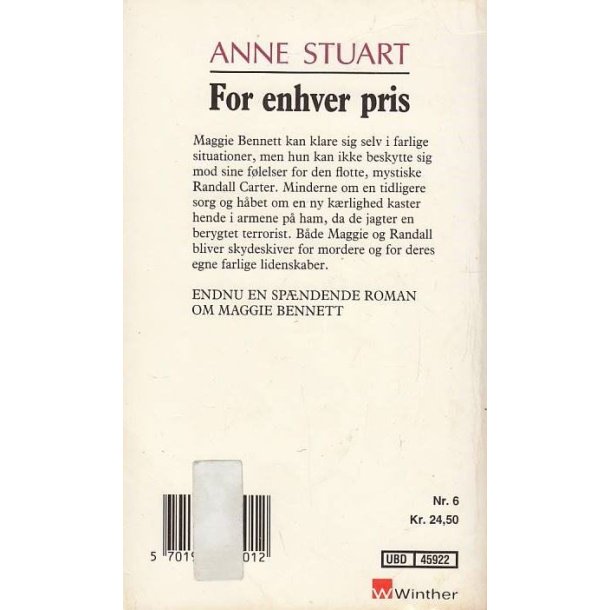 ANNE STUART
For enhver pris
Maggie Bennett kan klare sig selv i farlige
situationer, men hun kan ikke beskytte sig
mod sine følelser for den flotte, mystiske
Randall Carter. Minderne om en tidligere
sorg og håbet om en ny kærlighed kaster
hende i armene på ham, da de jagter en
berygtet terrorist. Både Maggie og Randall
bliver skydeskiver for mordere og for deres
egne farlige lidenskaber.
ENDNU EN SPÆNDENDE ROMAN
OM MAGGIE BENNETT
Nr. 6
Kr. 24,50
5 7019 012
UBD 45922
Winther